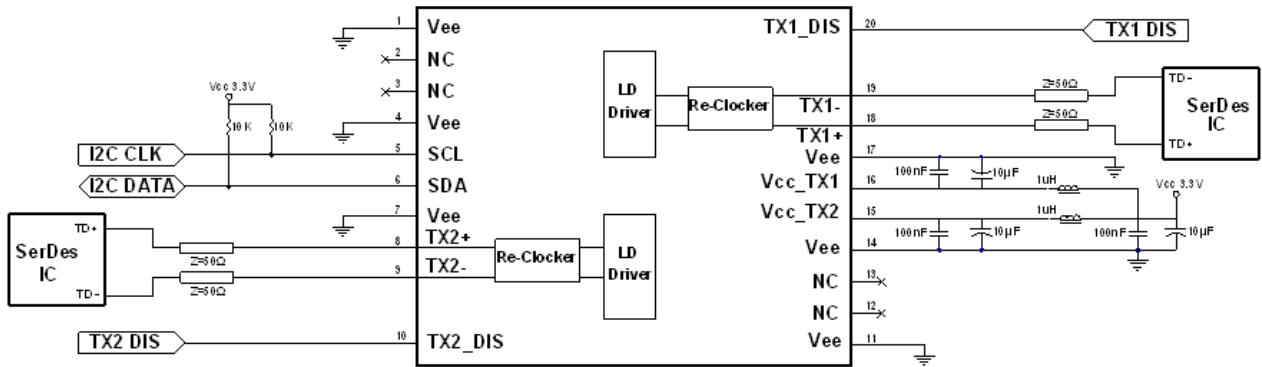 1
Vee
2
NC
3
NC
4
Vee
5
SCL
6
SDA
7
Vee
8
TX2+
9
TX2-
10
TX2_DIS
Vcc 3.3V
10K
10K
I2C CLK
I2C DATA
SerDes
IC
TD+
TD-
Z=50Ω
Z=50Ω
TX2 DIS
LD
Driver
Re-Clocker
Re-Clocker
LD
Driver
TX1_DIS
20
TX1 DIS
19
TX1-
18
TX1+
Z=50Ω
Z=50Ω
TD-
SerDes
IC
TD+
Vee
17
Vcc_TX1
16
100nF
10µF
1uH
Vcc 3.3V
Vcc_TX2
15
1uH
100nF
10µF
100nF
10µF
Vee
14
NC
13
NC
12
Vee
11